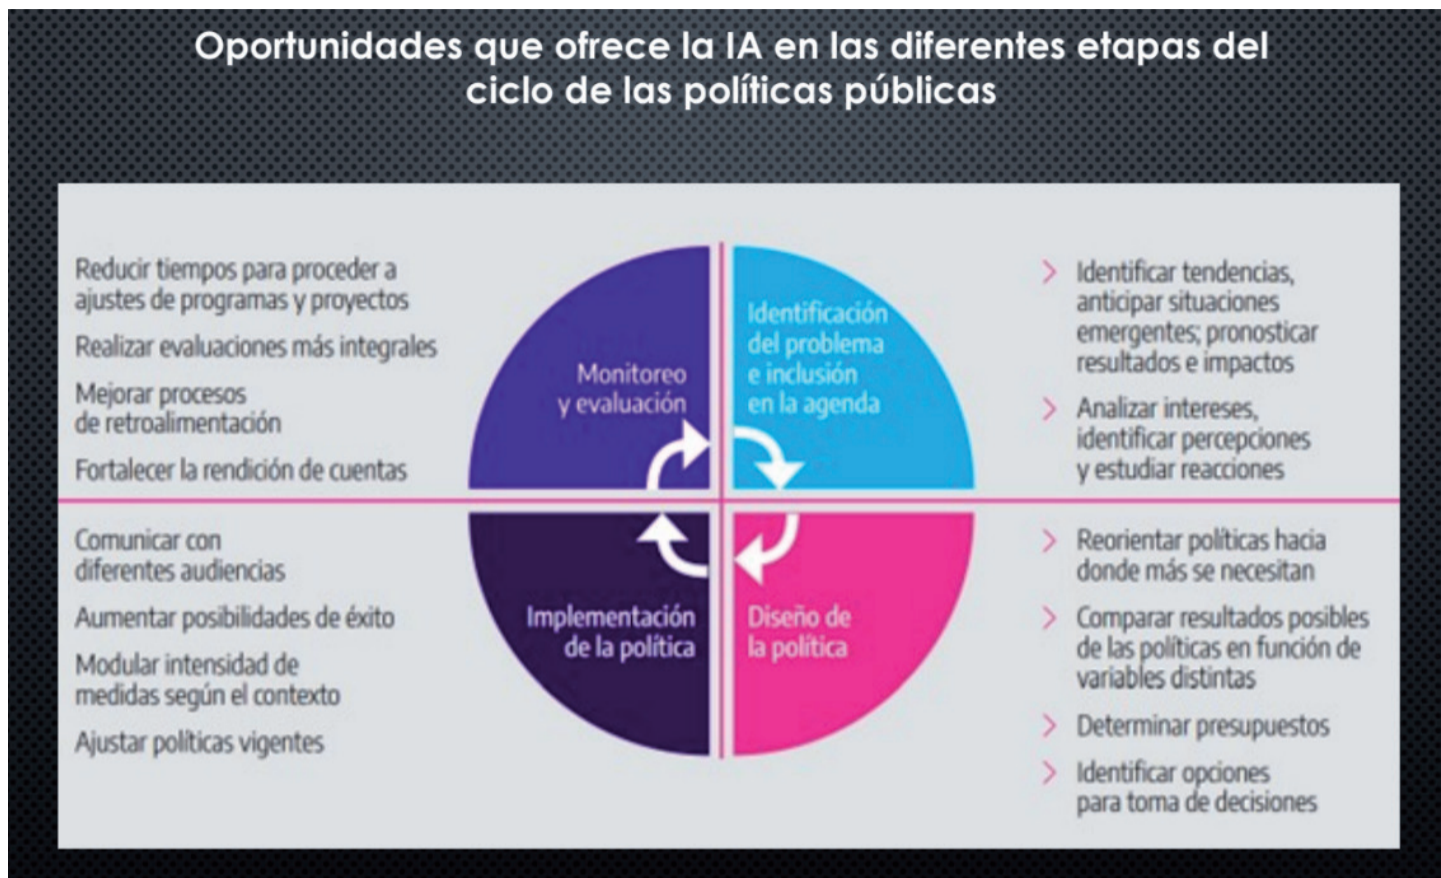 Oportunidades que ofrece la IA en las diferentes etapas del
ciclo de las políticas públicas
Reducir tiempos para proceder a
ajustes de programas y proyectos
Realizar evaluaciones más integrales
Mejorar procesos
de retroalimentación
Fortalecer la rendición de cuentas
Monitoreo
y evaluación
Identificación
del problema
e inclusión
en la agenda
Identificar tendencias,
anticipar situaciones
emergentes; pronosticar
resultados e impactos
Analizar intereses,
identificar percepciones
y estudiar reacciones
Comunicar con
diferentes audiencias
Aumentar posibilidades de éxito
Modular intensidad de
medidas según el contexto
Ajustar políticas vigentes
Implementación
de la política
Diseño de
la política
Reorientar políticas hacia
donde más se necesitan
Comparar resultados posibles
de las políticas en función de
variables distintas
Determinar presupuestos
Identificar opciones
para toma de decisiones